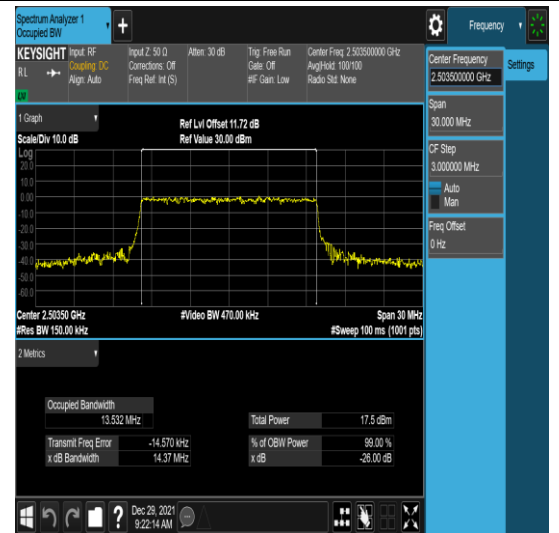 Spectrum Analyzer 1
Occupied BW
Frequency
KEYSIGHT
R L
LXI
Input: RF
Coupling: DC
Align: Auto
Input Z: 50 Ω
Corrections: Off
Freq Ref: Int (S)
Atten: 30 dB
Trig: Free Run
Gate: Off
#IF Gain: Low
Center Freq: 2.503500000 GHz
Avg|Hold: 100/100
Radio Std: None
Center Frequency
2.503500000 GHz
Settings
Span
30.000 MHz
CF Step
3.000000 MHz
Auto
Man
Freq Offset
0 Hz
1 Graph
Scale/Div 10.0 dB
Ref Lvl Offset 11.72 dB
Ref Value 30.00 dBm
Log
20.0
10.0
0.00
-10.0
-20.0
-30.0
-40.0
-50.0
-60.0
Center 2.50350 GHz
#Res BW 150.00 kHz
#Video BW 470.00 kHz
Span 30 MHz
#Sweep 100 ms (1001 pts)
2 Metrics
Occupied Bandwidth
13.532 MHz
Total Power 17.5 dBm
Transmit Freq Error -14.570 kHz
% of OBW Power 99.00 %
x dB Bandwidth 14.37 MHz
x dB -26.00 dB
?
Dec 29, 2021
9:22:14 AM